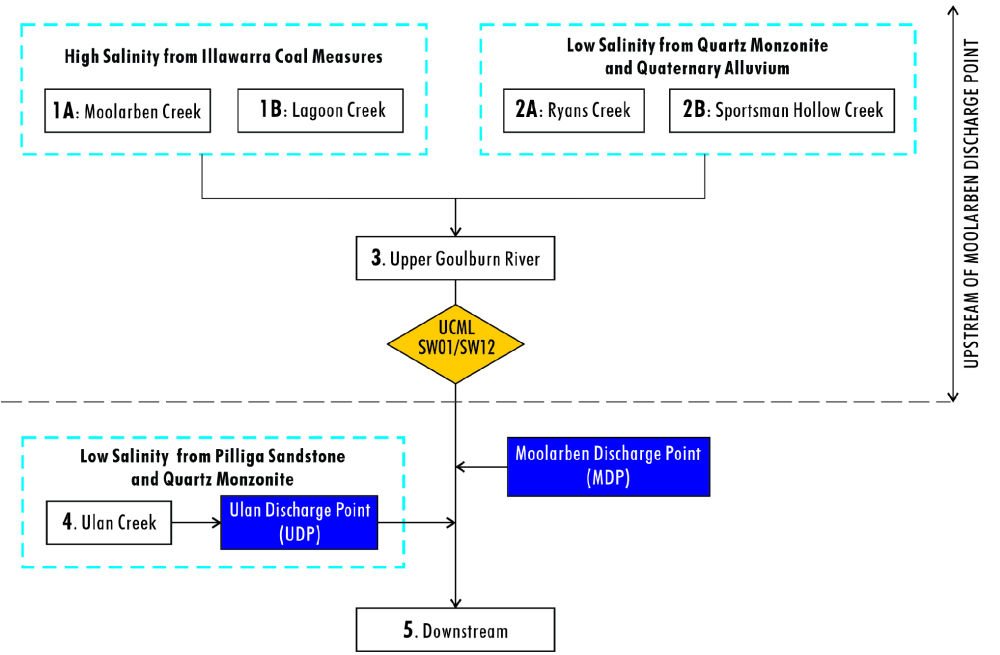 High Salinity from Illawarra Coal Measures
1A: Moolarben Creek
1B: Lagoon Creek
Low Salinity from Quartz Monzonite
and Quaternary Alluvium
2A: Ryans Creek
2B: Sportsman Hollow Creek
UPSTREAM OF MOOLARBEN DISCHARGE POINT
3. Upper Goulburn River
UCML
SW01/SW12
Low Salinity from Pilliga Sandstone
and Quartz Monzonite
4. Ulan Creek
Ulan Discharge Point
(UDP)
Moolarben Discharge Point
(MDP)
5. Downstream